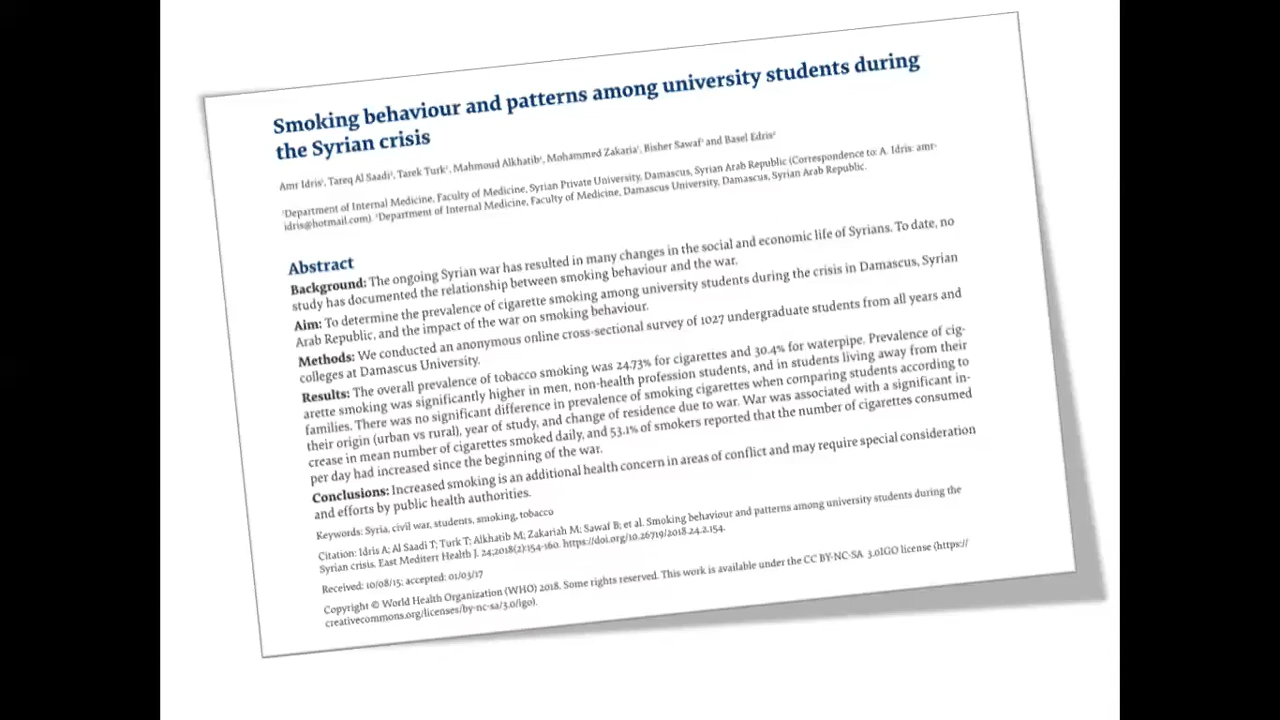 Smoking behaviour and patterns among university students during
the Syrian crisis
Amr Idris¹, Tareq Al Saadi², Tarek Turk², Mahmoud Alkhatib², Mohammed Zakaria¹, Bisher Sawaf¹ and Basel Edris²
¹Department of Internal Medicine, Faculty of Medicine, Syrian Private University, Damascus, Syrian Arab Republic (Correspondence to: A. Idris: amr-
idris@hotmail.com). ²Department of Internal Medicine, Faculty of Medicine, Damascus University, Damascus, Syrian Arab Republic.
Abstract
Background: The ongoing Syrian war has resulted in many changes in the social and economic life of Syrians. To date, no
study has documented the relationship between smoking behaviour and the war.
Aim: To determine the prevalence of cigarette smoking among university students during the crisis in Damascus, Syrian
Arab Republic, and the impact of the war on smoking behaviour.
Methods: We conducted an anonymous online cross-sectional survey of 1027 undergraduate students from all years and
colleges at Damascus University.
Results: The overall prevalence of tobacco smoking was 24.73% for cigarettes and 30.4% for waterpipe. Prevalence of cig-
arette smoking was significantly higher in men, non-health profession students, and in students living away from their
families. There was no significant difference in prevalence of smoking cigarettes when comparing students according to
their origin (urban vs rural), year of study, and change of residence due to war. War was associated with a significant in-
crease in mean number of cigarettes smoked daily, and 53.1% of smokers reported that the number of cigarettes consumed
per day had increased since the beginning of the war.
Conclusions: Increased smoking is an additional health concern in areas of conflict and may require special consideration
and efforts by public health authorities.
Keywords: Syria, civil war, students, smoking, tobacco
Citation: Idris A; Al Saadi T; Turk T; Alkhatib M; Zakariah M; Sawaf B; et al. Smoking behaviour and patterns among university students during the
Syrian crisis. East Mediterr Health J. 24;2018(2):154-160. https://doi.org/10.26719/2018.24.2.154.
Received: 10/08/15; accepted: 01/03/17
Copyright © World Health Organization (WHO) 2018. Some rights reserved. This work is available under the CC BY-NC-SA 3.0IGO license (https://
creativecommons.org/licenses/by-nc-sa/3.0/igo).